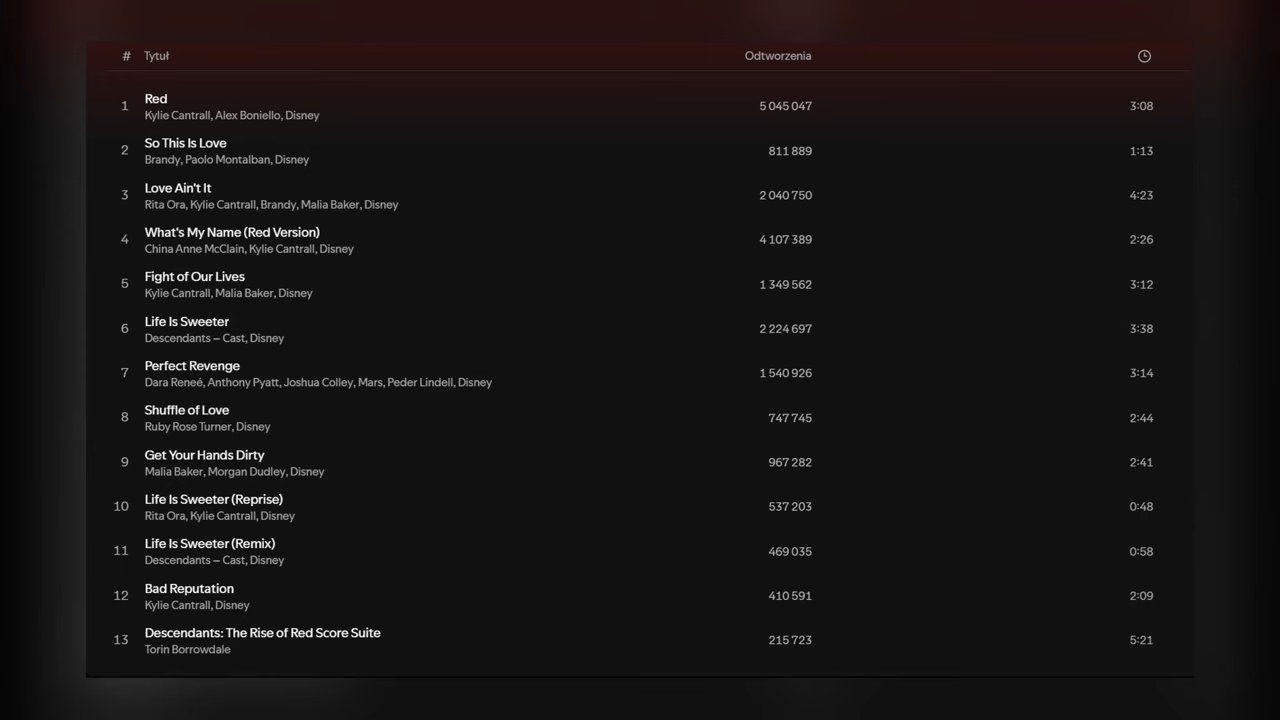 # Tytuł Odtworzenia
1 Red 5 045 047 3:08
Kylie Cantrall, Alex Boniello, Disney
2 So This Is Love 811 889 1:13
Brandy, Paolo Montalban, Disney
3 Love Ain't It 2 040 750 4:23
Rita Ora, Kylie Cantrall, Brandy, Malia Baker, Disney
4 What's My Name (Red Version) 4 107 389 2:26
China Anne McClain, Kylie Cantrall, Disney
5 Fight of Our Lives 1 349 562 3:12
Kylie Cantrall, Malia Baker, Disney
6 Life Is Sweeter 2 224 697 3:38
Descendants – Cast, Disney
7 Perfect Revenge 1 540 926 3:14
Dara Reneé, Anthony Pyatt, Joshua Colley, Mars, Peder Lindell, Disney
8 Shuffle of Love 747 745 2:44
Ruby Rose Turner, Disney
9 Get Your Hands Dirty 967 282 2:41
Malia Baker, Morgan Dudley, Disney
10 Life Is Sweeter (Reprise) 537 203 0:48
Rita Ora, Kylie Cantrall, Disney
11 Life Is Sweeter (Remix) 469 035 0:58
Descendants – Cast, Disney
12 Bad Reputation 410 591 2:09
Kylie Cantrall, Disney
13 Descendants: The Rise of Red Score Suite 215 723 5:21
Torin Borrowdale